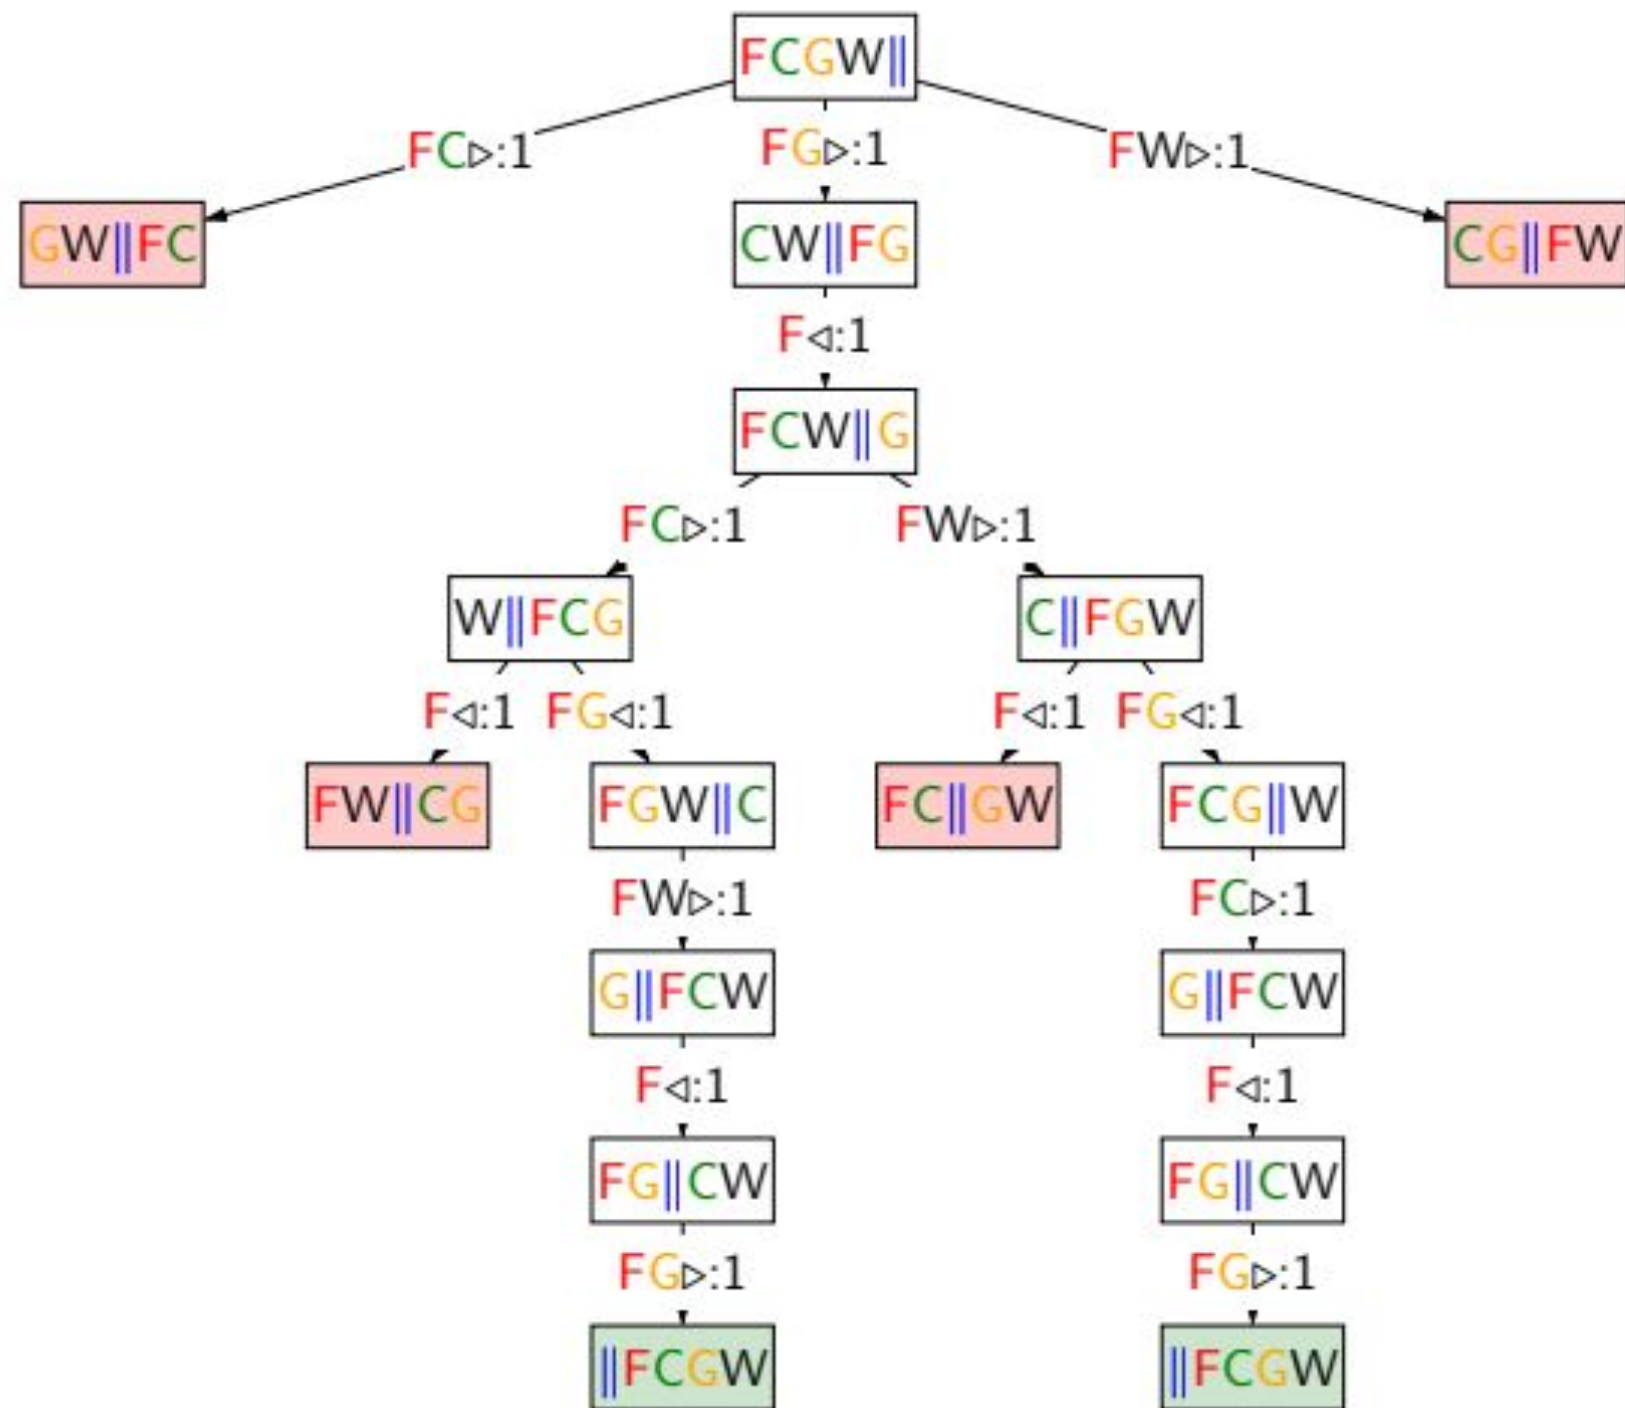 FCGW||
FC▷:1 FG▷:1 FW▷:1
GW||FC CW||FG CG||FW
F◁:1
FCW||G
FC▷:1 FW▷:1
W||FCG C||FGW
F◁:1 FG◁:1 F◁:1 FG◁:1
FW||CG FGW||C FC||GW FCG||W
FW▷:1 FC▷:1
G||FCW G||FCW
F◁:1 F◁:1
FG||CW FG||CW
FG▷:1 FG▷:1
||FCGW ||FCGW